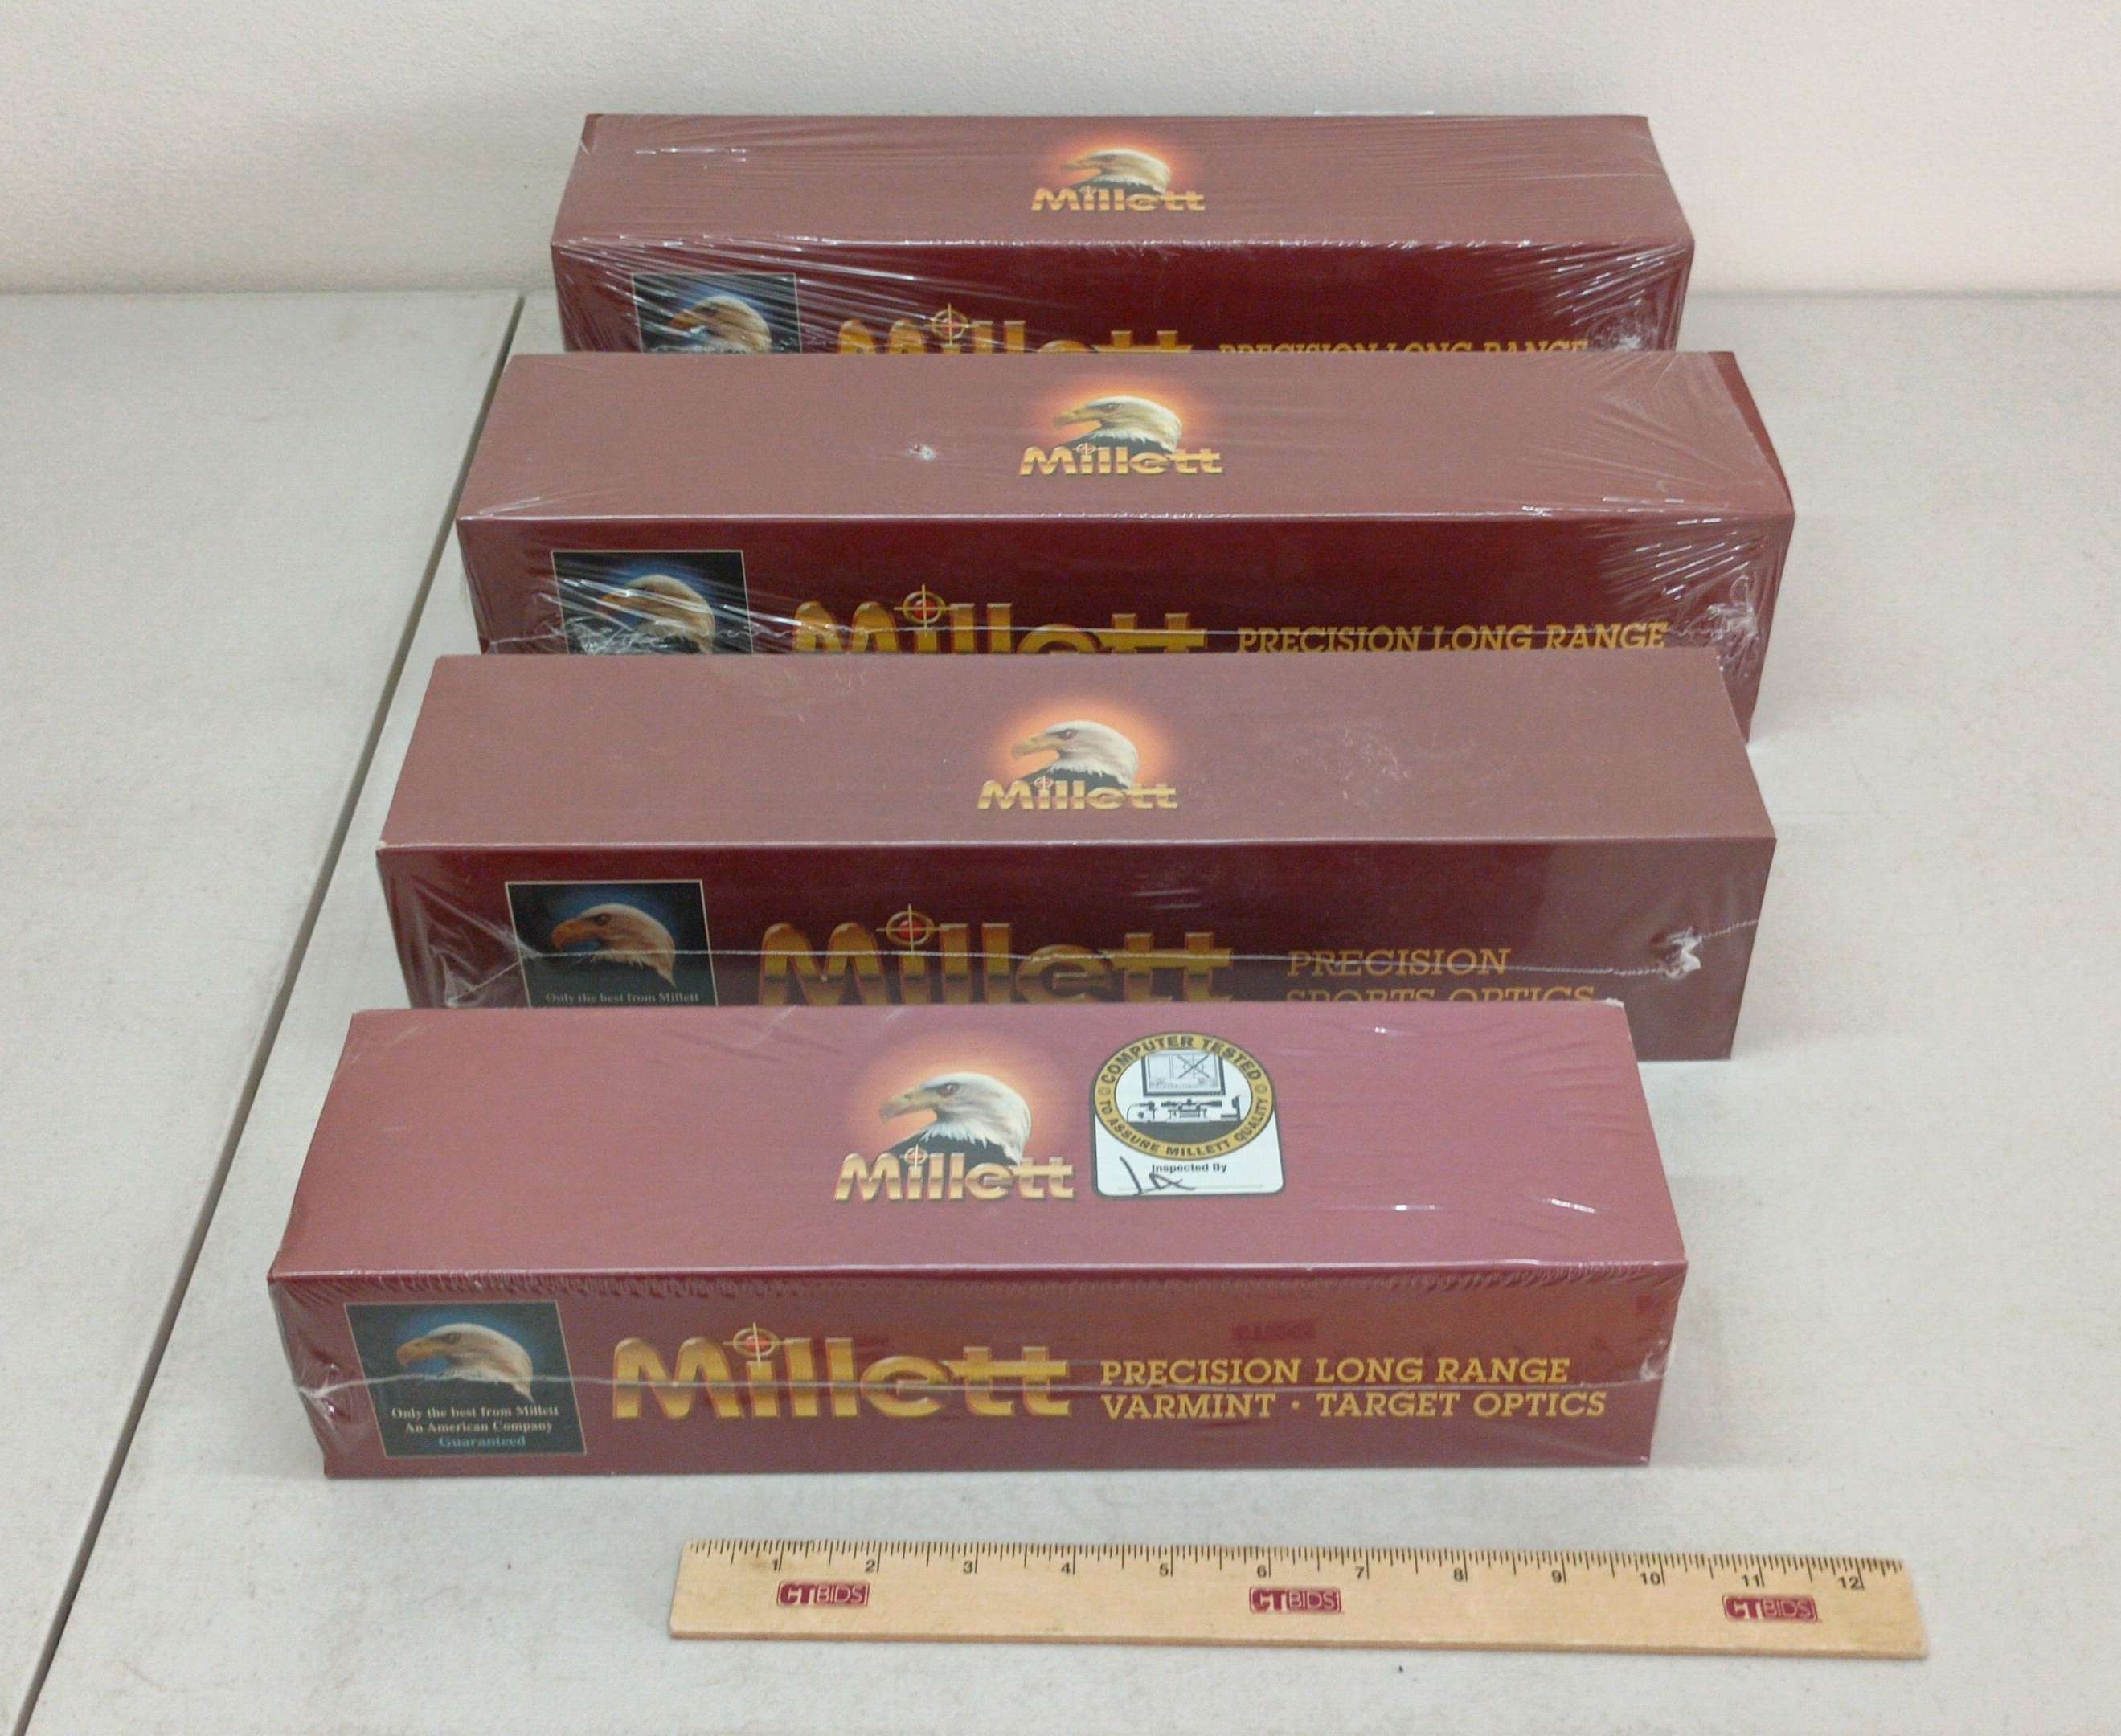 Millett
Millett PRECISION LONG RANGE
Millett
Millett PRECISION LONG RANGE
Millett
Only the best from Millett
Millett PRECISION
SPORTS OPTICS
Millett
COMPUTER TESTED
TO ASSURE MILLETT QUALITY
Inspected By
Only the best from Millett
An American Company
Guaranteed
Millett
PRECISION LONG RANGE
VARMINT · TARGET OPTICS
1 2 3 4 5 6 7 8 9 10 11 12
CTBIDS CTBIDS CTBIDS